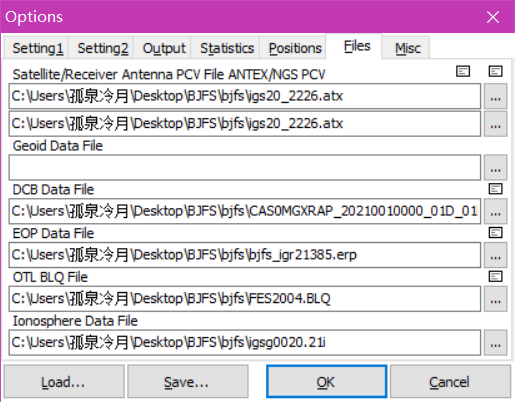 Options
Setting1 Setting2 Output Statistics Positions Files Misc
Satellite/Receiver Antenna PCV File ANTEX/NGS PCV
C:\Users\孤泉冷月\Desktop\BJFS\bjfs\igs20_2226.atx ...
C:\Users\孤泉冷月\Desktop\BJFS\bjfs\igs20_2226.atx ...
Geoid Data File
...
DCB Data File
C:\Users\孤泉冷月\Desktop\BJFS\bjfs\CAS0MGXRAP_20210010000_01D_01 ...
EOP Data File
C:\Users\孤泉冷月\Desktop\BJFS\bjfs\bjfs_igr21385.erp ...
OTL BLQ File
C:\Users\孤泉冷月\Desktop\BJFS\bjfs\FES2004.BLQ ...
Ionosphere Data File
C:\Users\孤泉冷月\Desktop\BJFS\bjfs\igsg0020.21i ...
Load... Save... OK Cancel